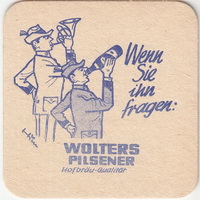 Wenn
Sie
ihn
fragen:
WOLTERS
PILSENER
Hofbräu-Qualität